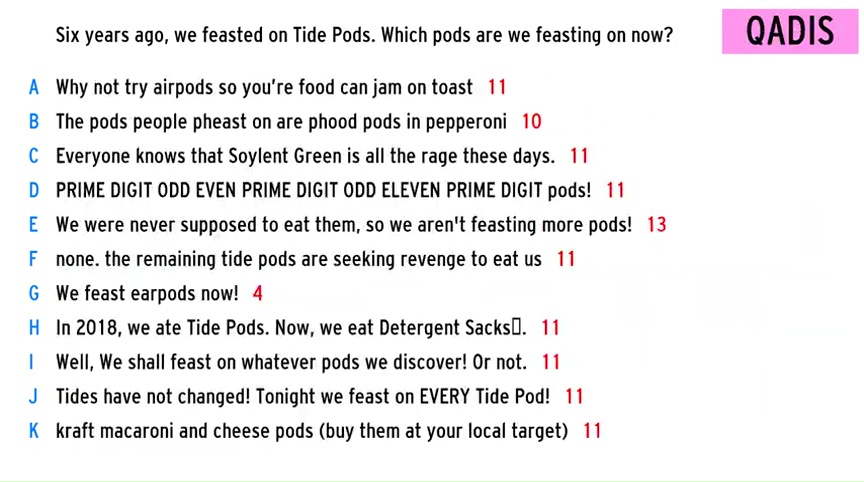 Six years ago, we feasted on Tide Pods. Which pods are we feasting on now?
QADIS
A Why not try airpods so you're food can jam on toast 11
B The pods people pheast on are phood pods in pepperoni 10
C Everyone knows that Soylent Green is all the rage these days. 11
D PRIME DIGIT ODD EVEN PRIME DIGIT ODD ELEVEN PRIME DIGIT pods! 11
E We were never supposed to eat them, so we aren't feasting more pods! 13
F none. the remaining tide pods are seeking revenge to eat us 11
G We feast earpods now! 4
H In 2018, we ate Tide Pods. Now, we eat Detergent Sacks▯. 11
I Well, We shall feast on whatever pods we discover! Or not. 11
J Tides have not changed! Tonight we feast on EVERY Tide Pod! 11
K kraft macaroni and cheese pods (buy them at your local target) 11